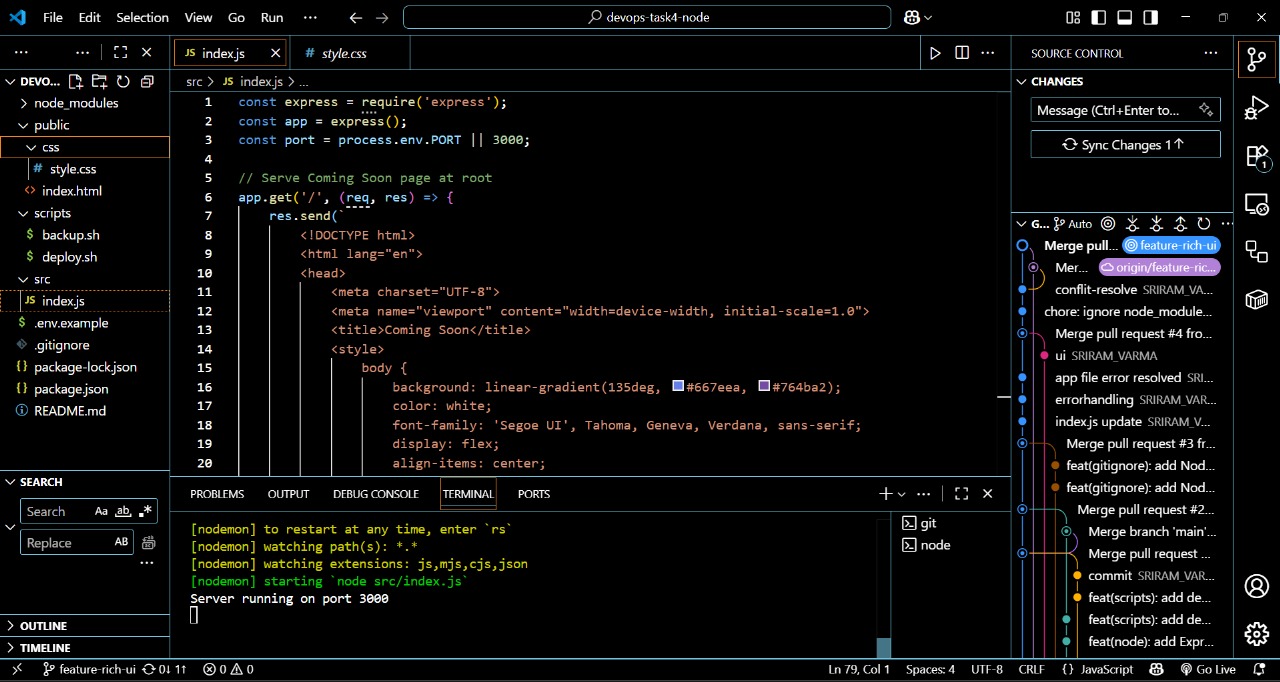 File Edit Selection View Go Run ··· devops-task4-node
DEVO...
node_modules
public
css
style.css
index.html
scripts
backup.sh
deploy.sh
src
JS index.js
.env.example
.gitignore
package-lock.json
package.json
README.md
SEARCH
Search Aa ab .*
Replace AB
OUTLINE
TIMELINE
JS index.js
# style.css
src > JS index.js > ...
1 const express = require('express');
2 const app = express();
3 const port = process.env.PORT || 3000;
4
5 // Serve Coming Soon page at root
6 app.get('/', (req, res) => {
7 res.send(`
8 <!DOCTYPE html>
9 <html lang="en">
10 <head>
11 <meta charset="UTF-8">
12 <meta name="viewport" content="width=device-width, initial-scale=1.0">
13 <title>Coming Soon</title>
14 <style>
15 body {
16 background: linear-gradient(135deg, #667eea, #764ba2);
17 color: white;
18 font-family: 'Segoe UI', Tahoma, Geneva, Verdana, sans-serif;
19 display: flex;
20 align-items: center;
PROBLEMS OUTPUT DEBUG CONSOLE TERMINAL PORTS
[nodemon] to restart at any time, enter `rs`
[nodemon] watching path(s): *.*
[nodemon] watching extensions: js,mjs,cjs,json
[nodemon] starting `node src/index.js`
Server running on port 3000
git
node
SOURCE CONTROL
CHANGES
Message (Ctrl+Enter to...
Sync Changes 1↑
G... Auto
Merge pull... feature-rich-ui
Mer... origin/feature-ric...
conflit-resolve SRIRAM_VA...
chore: ignore node_module...
Merge pull request #4 fro...
ui SRIRAM_VARMA
app file error resolved SRI...
errorhandling SRIRAM_VAR...
index.js update SRIRAM_V...
Merge pull request #3 fr...
feat(gitignore): add Nod...
feat(gitignore): add Nod...
Merge pull request #2...
Merge branch 'main'...
Merge pull request ...
commit SRIRAM_VAR...
feat(scripts): add de...
feat(scripts): add de...
feat(node): add Expr...
1
feature-rich-ui 0↓ 1↑ 0 0 Ln 79, Col 1 Spaces: 4 UTF-8 CRLF {} JavaScript Go Live